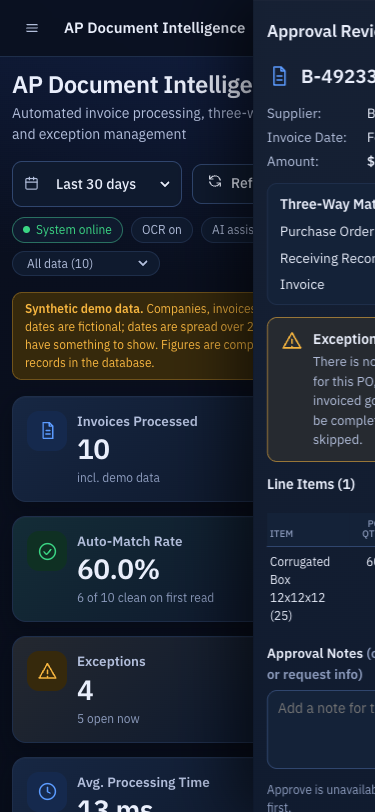 AP Document Intelligence
AP Document Intellige
Automated invoice processing, three-w
and exception management
Last 30 days
Ref
System online
OCR on
AI assis
All data (10)
Synthetic demo data. Companies, invoices
dates are fictional; dates are spread over 2
have something to show. Figures are comp
records in the database.
Invoices Processed
10
incl. demo data
Auto-Match Rate
60.0%
6 of 10 clean on first read
Exceptions
4
5 open now
Avg. Processing Time
13 ms
Approval Revi
B-49233
Supplier: B
Invoice Date: F
Amount: $
Three-Way Mat
Purchase Order
Receiving Recor
Invoice
Exception
There is no
for this PO,
invoiced go
be complet
skipped.
Line Items (1)
ITEM
Corrugated
Box
12x12x12
(25)
Approval Notes (o
or request info)
Add a note for t
Approve is unavailab
first.